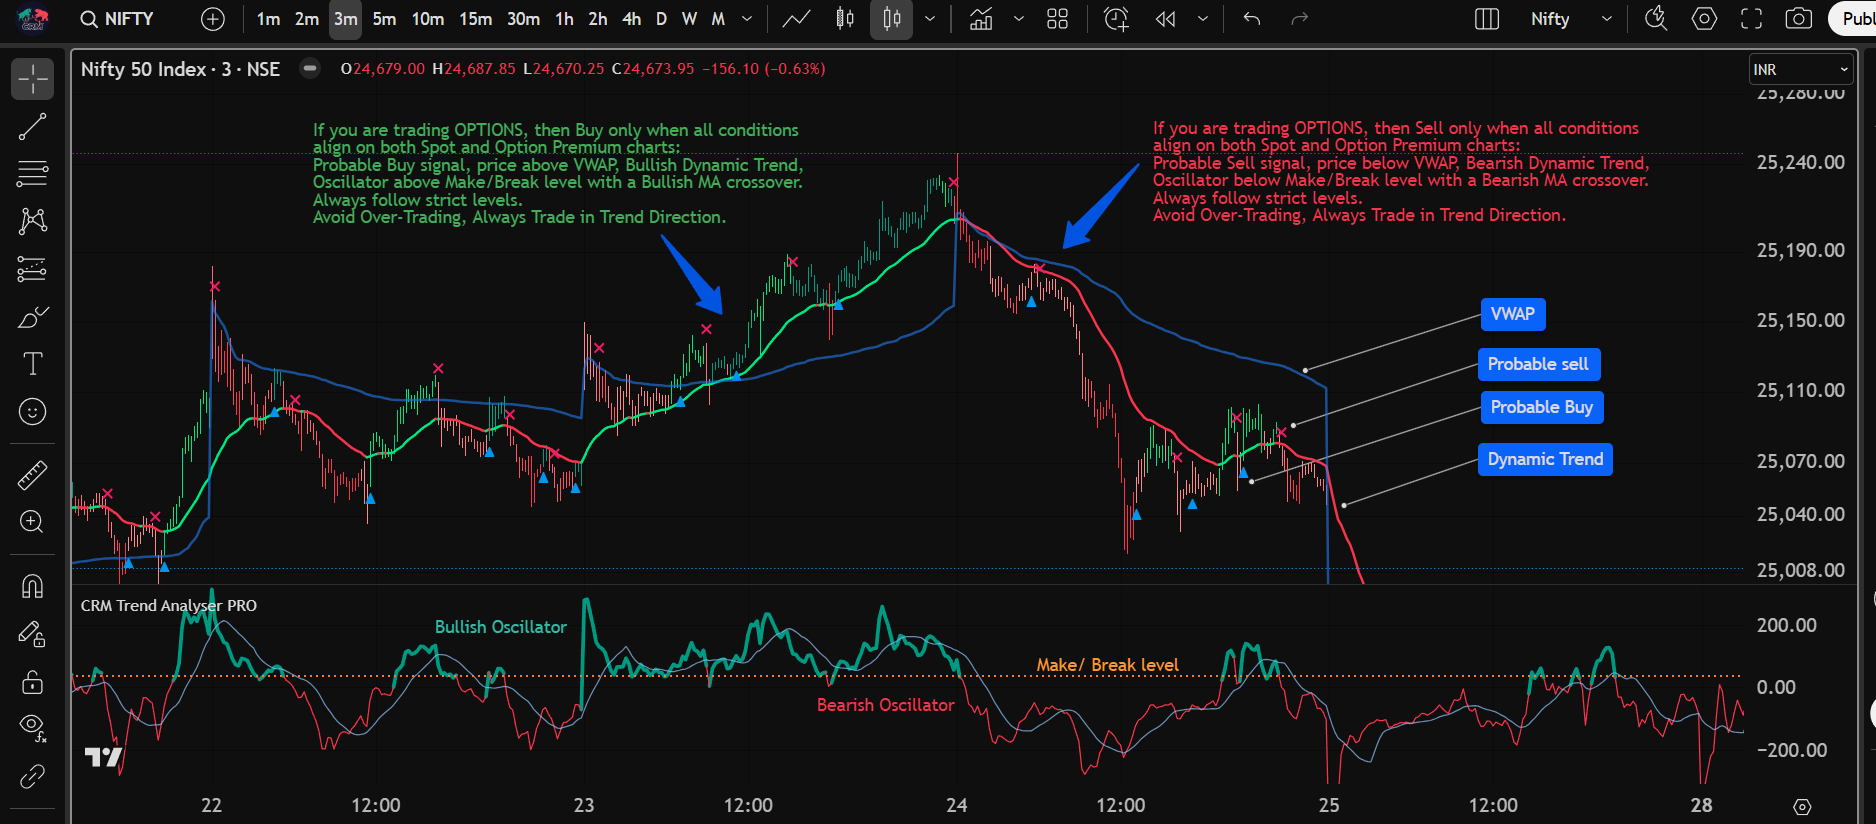 CRM
NIFTY
1m 2m 3m 5m 10m 15m 30m 1h 2h 4h D W M
Nifty
Publ
Nifty 50 Index · 3 · NSE
O24,679.00 H24,687.85 L24,670.25 C24,673.95 −156.10 (−0.63%)
INR
If you are trading OPTIONS, then Buy only when all conditions
align on both Spot and Option Premium charts:
Probable Buy signal, price above VWAP, Bullish Dynamic Trend,
Oscillator above Make/Break level with a Bullish MA crossover.
Always follow strict levels.
Avoid Over-Trading, Always Trade in Trend Direction.
If you are trading OPTIONS, then Sell only when all conditions
align on both Spot and Option Premium charts:
Probable Sell signal, price below VWAP, Bearish Dynamic Trend,
Oscillator below Make/Break level with a Bearish MA crossover.
Always follow strict levels.
Avoid Over-Trading, Always Trade in Trend Direction.
25,280.00
25,240.00
25,190.00
25,150.00
25,110.00
25,070.00
25,040.00
25,008.00
VWAP
Probable sell
Probable Buy
Dynamic Trend
CRM Trend Analyser PRO
Bullish Oscillator
Make/ Break level
Bearish Oscillator
200.00
0.00
−200.00
22 12:00 23 12:00 24 12:00 25 12:00 28